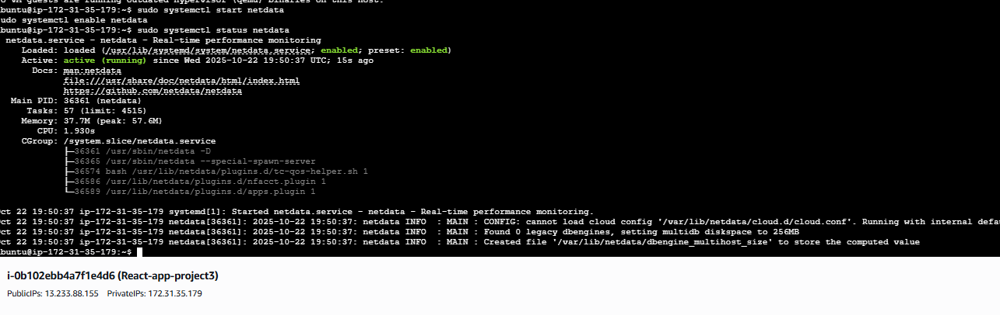 o VM guests are running outdated hypervisor (qemu) binaries on this host.
buntu@ip-172-31-35-179:~$ sudo systemctl start netdata
udo systemctl enable netdata
buntu@ip-172-31-35-179:~$ sudo systemctl status netdata
netdata.service - netdata - Real-time performance monitoring
Loaded: loaded (/usr/lib/systemd/system/netdata.service; enabled; preset: enabled)
Active: active (running) since Wed 2025-10-22 19:50:37 UTC; 15s ago
Docs: man:netdata
file:///usr/share/doc/netdata/html/index.html
https://github.com/netdata/netdata
Main PID: 36361 (netdata)
Tasks: 57 (limit: 4515)
Memory: 37.7M (peak: 57.6M)
CPU: 1.930s
CGroup: /system.slice/netdata.service
├─36361 /usr/sbin/netdata -D
├─36365 /usr/sbin/netdata --special-spawn-server
├─36574 bash /usr/lib/netdata/plugins.d/tc-qos-helper.sh 1
├─36586 /usr/lib/netdata/plugins.d/nfacct.plugin 1
└─36589 /usr/lib/netdata/plugins.d/apps.plugin 1
ct 22 19:50:37 ip-172-31-35-179 systemd[1]: Started netdata.service - netdata - Real-time performance monitoring.
ct 22 19:50:37 ip-172-31-35-179 netdata[36361]: 2025-10-22 19:50:37: netdata INFO  : MAIN : CONFIG: cannot load cloud config '/var/lib/netdata/cloud.d/cloud.conf'. Running with internal defa
ct 22 19:50:37 ip-172-31-35-179 netdata[36361]: 2025-10-22 19:50:37: netdata INFO  : MAIN : Found 0 legacy dbengines, setting multidb diskspace to 256MB
ct 22 19:50:37 ip-172-31-35-179 netdata[36361]: 2025-10-22 19:50:37: netdata INFO  : MAIN : Created file '/var/lib/netdata/dbengine_multihost_size' to store the computed value
buntu@ip-172-31-35-179:~$
i-0b102ebb4a7f1e4d6 (React-app-project3)
PublicIPs: 13.233.88.155 PrivateIPs: 172.31.35.179